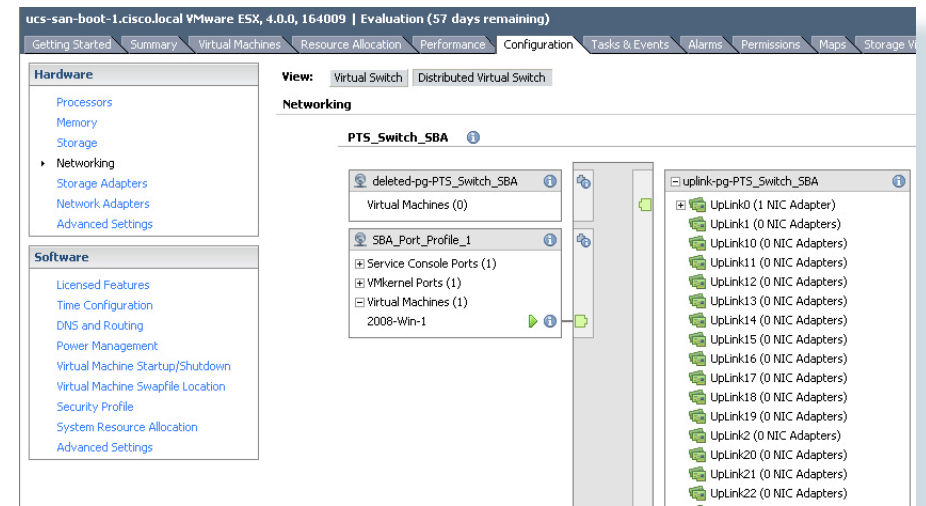 ucs-san-boot-1.cisco.local VMware ESX, 4.0.0, 164009 | Evaluation (57 days remaining)
Getting Started Summary Virtual Machines Resource Allocation Performance Configuration Tasks & Events Alarms Permissions Maps Storage Vi
Hardware
Processors
Memory
Storage
Networking
Storage Adapters
Network Adapters
Advanced Settings
Software
Licensed Features
Time Configuration
DNS and Routing
Power Management
Virtual Machine Startup/Shutdown
Virtual Machine Swapfile Location
Security Profile
System Resource Allocation
Advanced Settings
View: Virtual Switch Distributed Virtual Switch
Networking
PTS_Switch_SBA
deleted-pg-PTS_Switch_SBA
Virtual Machines (0)
SBA_Port_Profile_1
Service Console Ports (1)
VMkernel Ports (1)
Virtual Machines (1)
2008-Win-1
uplink-pg-PTS_Switch_SBA
UpLink0 (1 NIC Adapter)
UpLink1 (0 NIC Adapters)
UpLink10 (0 NIC Adapters)
UpLink11 (0 NIC Adapters)
UpLink12 (0 NIC Adapters)
UpLink13 (0 NIC Adapters)
UpLink14 (0 NIC Adapters)
UpLink15 (0 NIC Adapters)
UpLink16 (0 NIC Adapters)
UpLink17 (0 NIC Adapters)
UpLink18 (0 NIC Adapters)
UpLink19 (0 NIC Adapters)
UpLink2 (0 NIC Adapters)
UpLink20 (0 NIC Adapters)
UpLink21 (0 NIC Adapters)
UpLink22 (0 NIC Adapters)